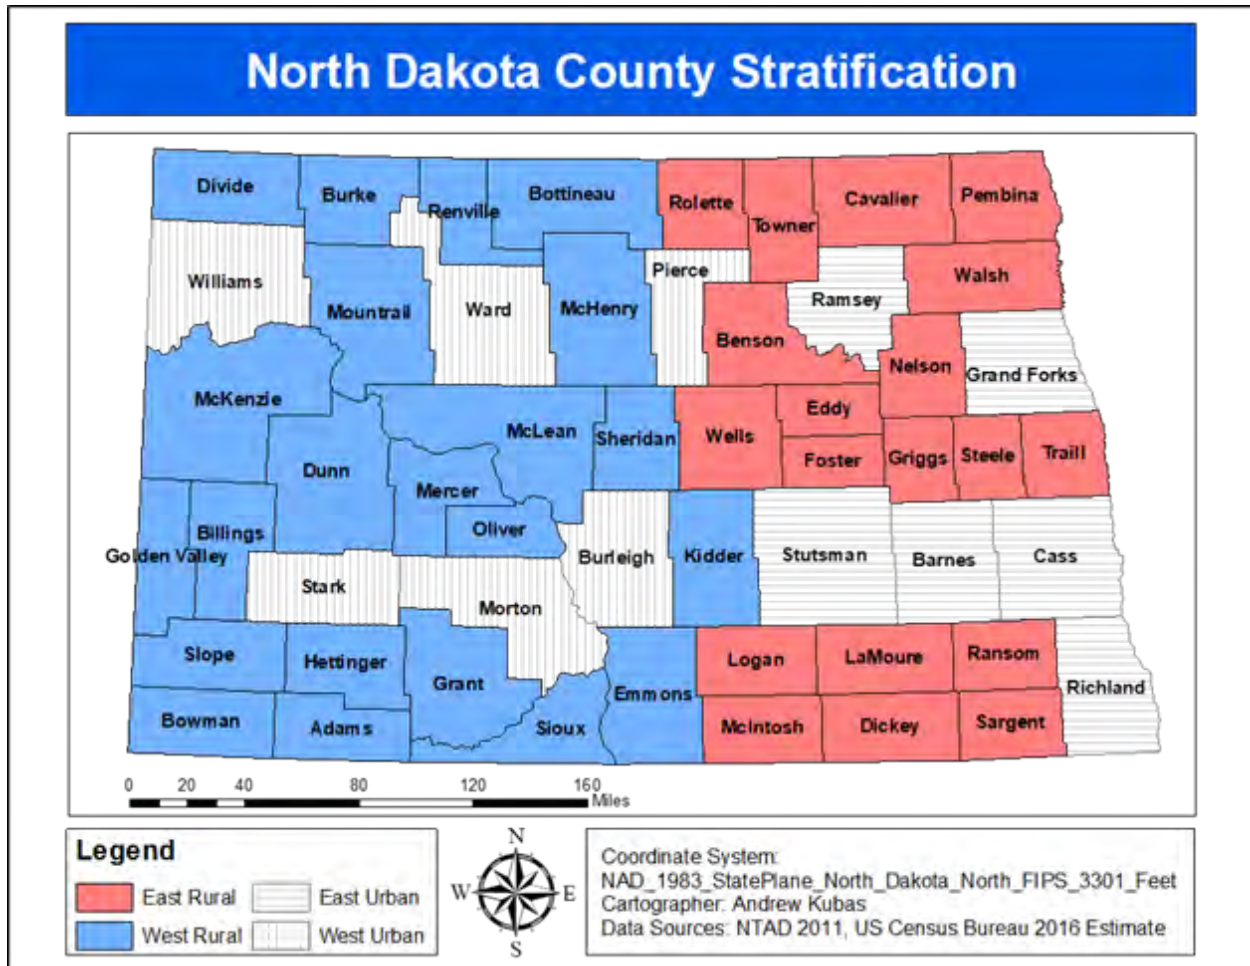 North Dakota County Stratification
Divide
Burke
Renville
Bottineau
Rolette
Towner
Cavalier
Pembina
Williams
Mountrail
Ward
McHenry
Pierce
Benson
Ramsey
Walsh
Nelson
Grand Forks
McKenzie
Dunn
McLean
Sheridan
Wells
Eddy
Foster
Griggs
Steele
Traill
Mercer
Oliver
Golden Valley
Billings
Stark
Morton
Burleigh
Kidder
Stutsman
Barnes
Cass
Slope
Hettinger
Grant
Emmons
Logan
LaMoure
Ransom
Richland
Bowman
Adams
Sioux
McIntosh
Dickey
Sargent
0 20 40 80 120 160
Miles
Legend
East Rural
East Urban
West Rural
West Urban
N
W E
S
Coordinate System:
NAD_1983_StatePlane_North_Dakota_North_FIPS_3301_Feet
Cartographer: Andrew Kubas
Data Sources: NTAD 2011, US Census Bureau 2016 Estimate